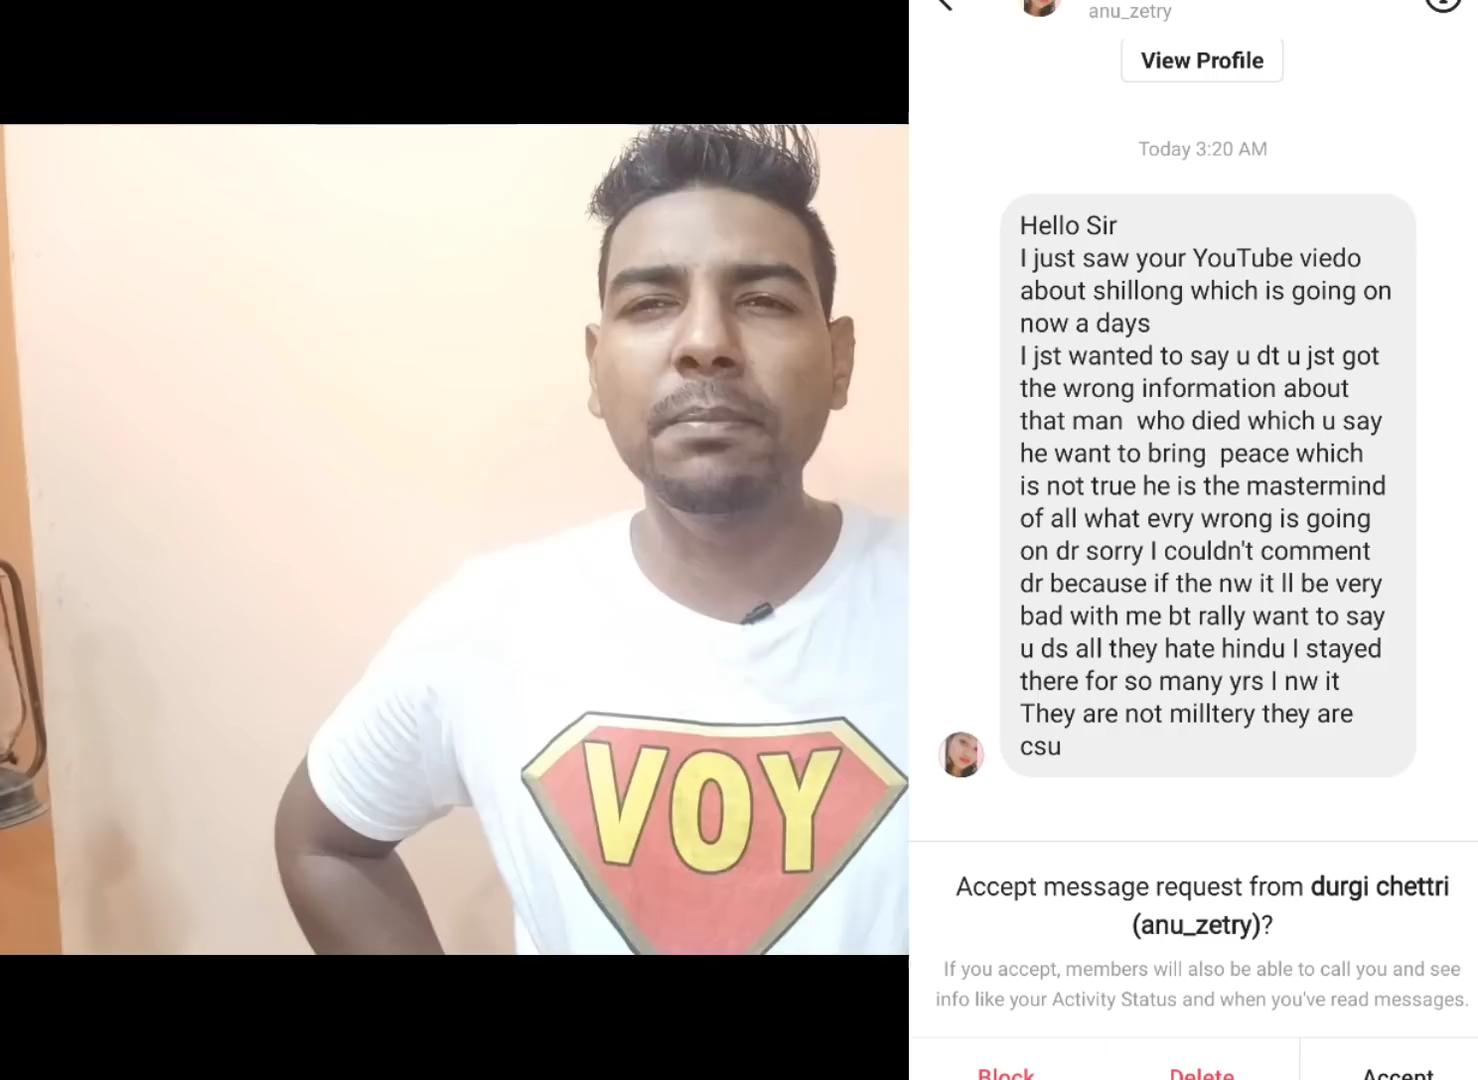 VOY
anu_zetry
View Profile
Today 3:20 AM
Hello Sir
I just saw your YouTube viedo
about shillong which is going on
now a days
I jst wanted to say u dt u jst got
the wrong information about
that man who died which u say
he want to bring peace which
is not true he is the mastermind
of all what evry wrong is going
on dr sorry I couldn't comment
dr because if the nw it ll be very
bad with me bt rally want to say
u ds all they hate hindu I stayed
there for so many yrs I nw it
They are not milltery they are
csu
Accept message request from durgi chettri
(anu_zetry)?
If you accept, members will also be able to call you and see
info like your Activity Status and when you've read messages.
Block
Delete
Accept